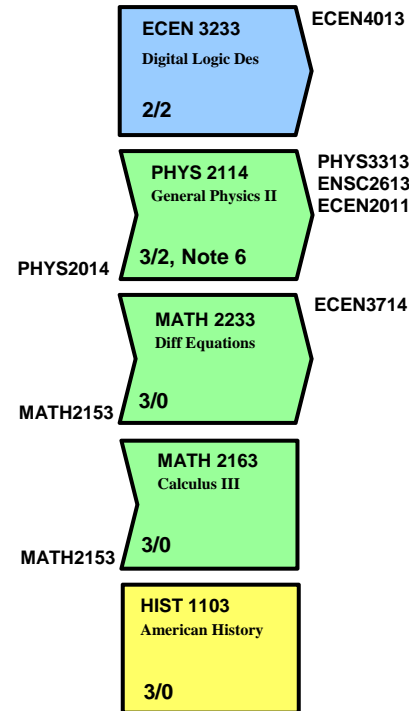 ECEN 3233
Digital Logic Des
2/2
ECEN4013
PHYS 2114
General Physics II
3/2, Note 6
PHYS2014
PHYS3313
ENSC2613
ECEN2011
MATH 2233
Diff Equations
3/0
MATH2153
ECEN3714
MATH 2163
Calculus III
3/0
MATH2153
HIST 1103
American History
3/0